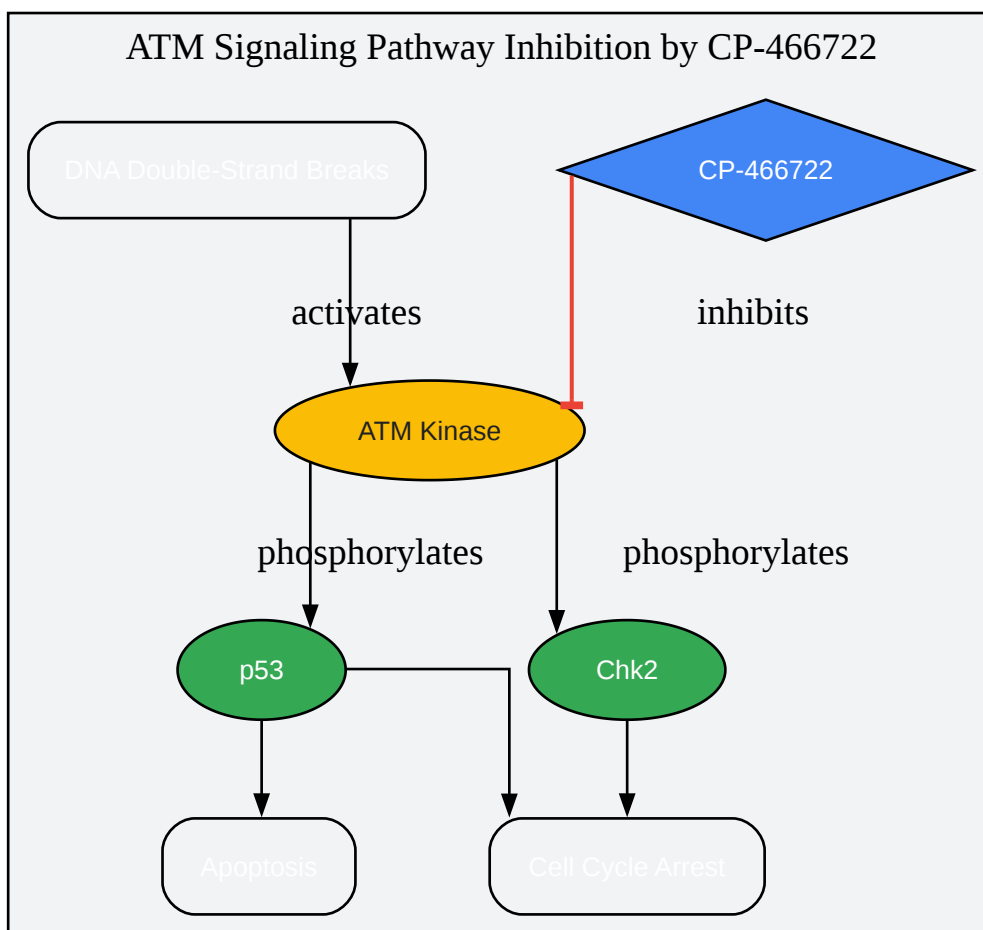 ATM Signaling Pathway Inhibition by CP-466722
DNA Double-Strand Breaks
CP-466722
activates
inhibits
ATM Kinase
phosphorylates
phosphorylates
p53
Chk2
Apoptosis
Cell Cycle Arrest